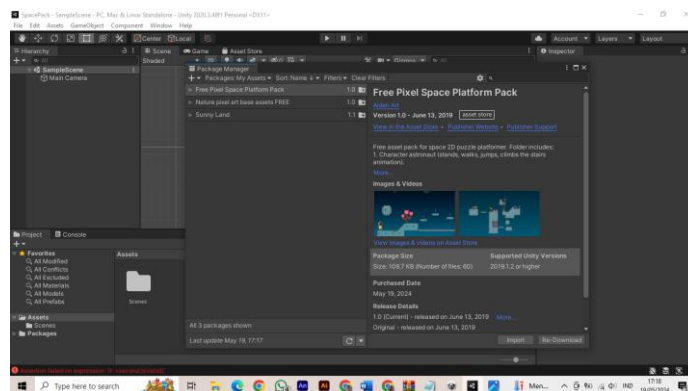 SpacePack - SampleScene - PC, Mac & Linux Standalone - Unity 2020.3.4f1 Personal <DX11>
File Edit Assets GameObject Component Window Help
Center Local
Account Layers Layout
Hierarchy
Scene Game Asset Store
Inspector
All
Shaded
2D
Gizmos
SampleScene
Main Camera
Package Manager
Packages: My Assets Sort: Name ↓ Filters Clear Filters
Free Pixel Space Platform Pack 1.0
Nature pixel art base assets FREE 1.0
Sunny Land 1.1
All 3 packages shown
Last update May 19, 17:17
Free Pixel Space Platform Pack
Version 1.0 - June 13, 2019 asset store
View in the Asset Store • Publisher Website • Publisher Support
Free asset pack for space 2D puzzle platformer. Folder includes:
1. Character astronaut (stands, walks, jumps, climbs the stairs
animation).
More...
Images & Videos
View images & videos on Asset Store
Package Size Supported Unity Versions
Size: 108.7 KB (Number of files: 60) 2019.1.2 or higher
Purchased Date
May 19, 2024
Release Details
1.0 (Current) - released on June 13, 2019 More...
Original - released on June 13, 2019
Import Re-Download
Project Console
Favorites
All Modified
All Conflicts
All Excluded
All Materials
All Models
All Prefabs
Assets
Scenes
Packages
Assets
Scenes
Type here to search
Men...
17:18
19/05/2024